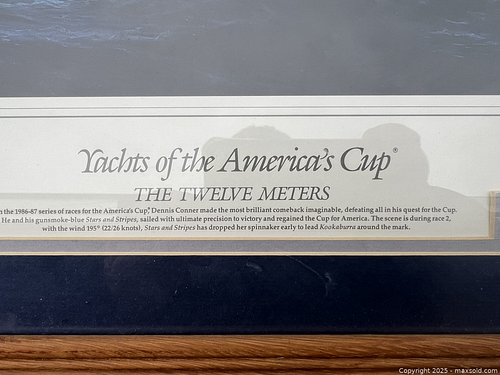 Yachts of the America's Cup®
THE TWELVE METERS
n the 1986-87 series of races for the America's Cup,® Dennis Conner made the most brilliant comeback imaginable, defeating all in his quest for the Cup.
He and his gunsmoke-blue Stars and Stripes, sailed with ultimate precision to victory and regained the Cup for America. The scene is during race 2,
with the wind 195° (22/26 knots), Stars and Stripes has dropped her spinnaker early to lead Kookaburra around the mark.
Copyright 2025 - maxsold.com